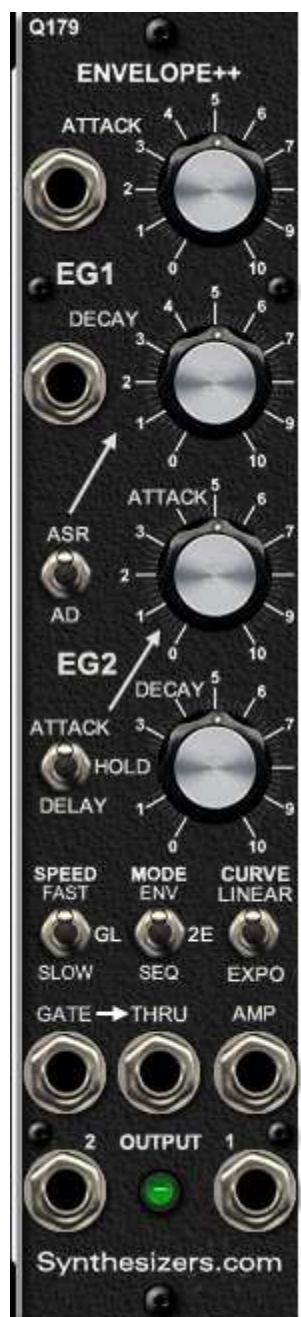 Q179
ENVELOPE++
ATTACK
0 1 2 3 4 5 6 7 9 10
EG1
DECAY
0 1 2 3 4 5 6 7 9 10
ASR
AD
ATTACK
0 1 2 3 5 6 7 9 10
EG2
DECAY
0 1 3 5 6 7 9 10
ATTACK
HOLD
DELAY
SPEED MODE CURVE
FAST ENV LINEAR
GL 2E
SLOW SEQ EXPO
GATE THRU AMP
2 OUTPUT 1
Synthesizers.com